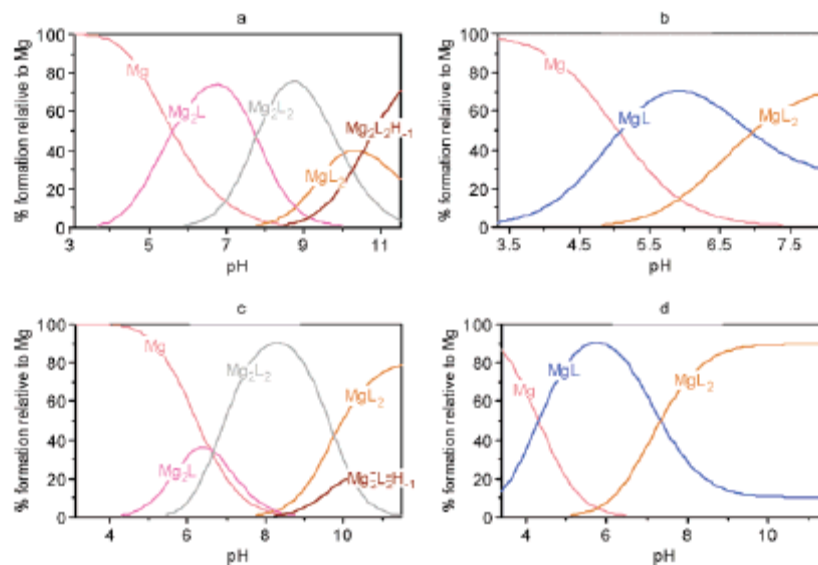 a
% formation relative to Mg
100
80
60
40
20
0
Mg
Mg2L
Mg2L2
MgL2
Mg2L2H-1
3 5 7 9 11
pH
b
% formation relative to Mg
100
80
60
40
20
0
Mg
MgL
MgL2
3.5 4.5 5.5 6.5 7.5
pH
c
% formation relative to Mg
100
80
60
40
20
0
Mg
Mg2L
Mg2L2
MgL2
Mg2L2H-1
4 6 8 10
pH
d
% formation relative to Mg
100
80
60
40
20
0
Mg
MgL
MgL2
4 6 8 10
pH